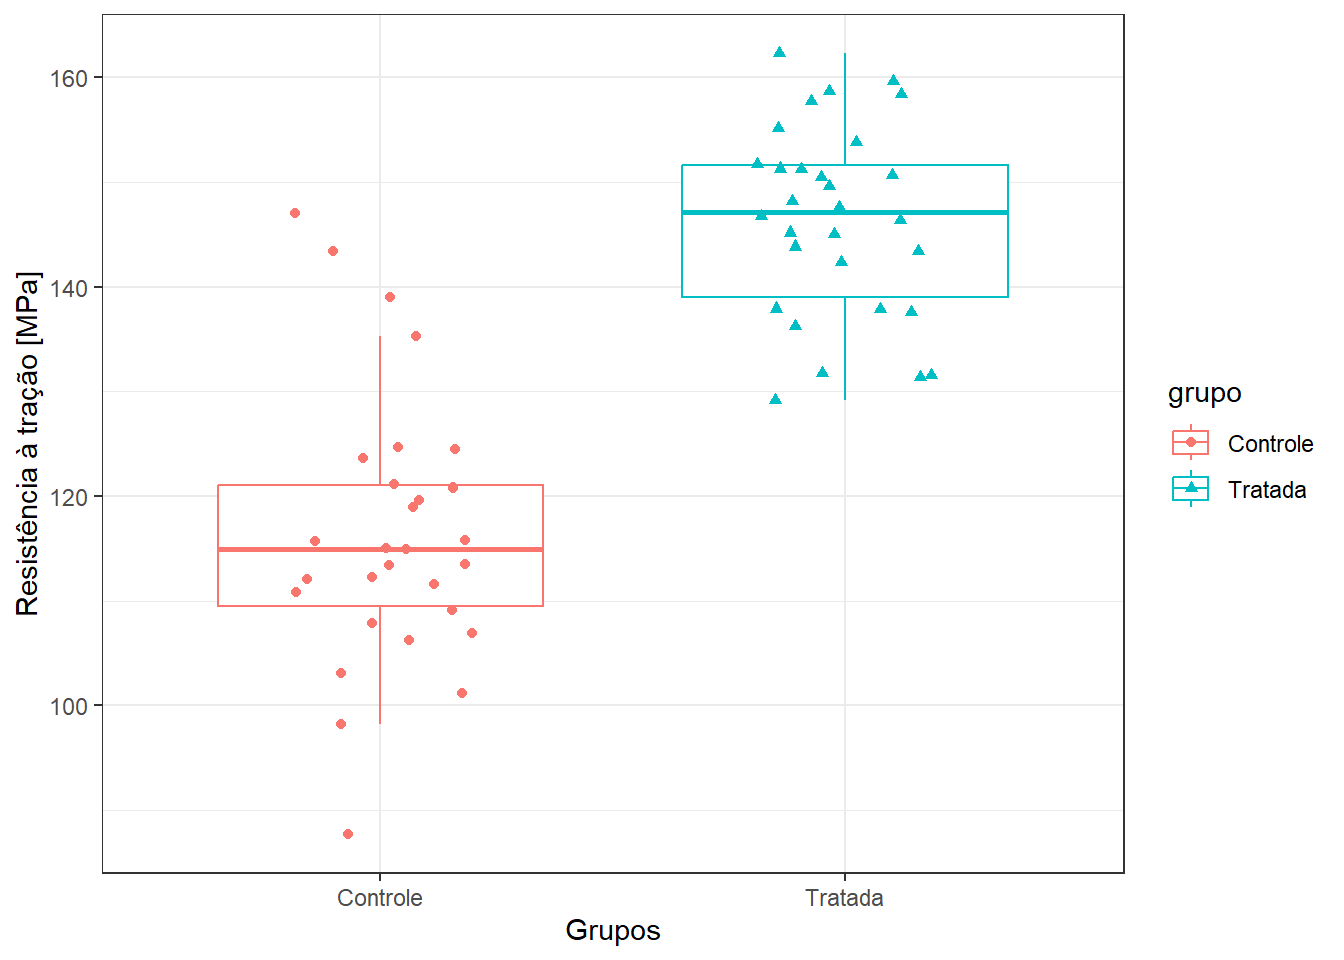 Resistência à tração [MPa]
160
140
120
100
Controle
Tratada
Grupos
grupo
Controle
Tratada